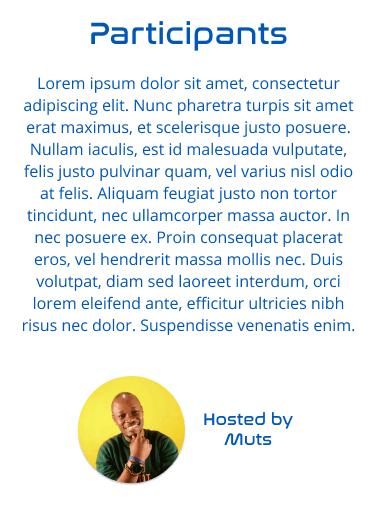 Participants
Lorem ipsum dolor sit amet, consectetur
adipiscing elit. Nunc pharetra turpis sit amet
erat maximus, et scelerisque justo posuere.
Nullam iaculis, est id malesuada vulputate,
felis justo pulvinar quam, vel varius nisl odio
at felis. Aliquam feugiat justo non tortor
tincidunt, nec ullamcorper massa auctor. In
nec posuere ex. Proin consequat placerat
eros, vel hendrerit massa mollis nec. Duis
volutpat, diam sed laoreet interdum, orci
lorem eleifend ante, efficitur ultricies nibh
risus nec dolor. Suspendisse venenatis enim.
Hosted by
Muts